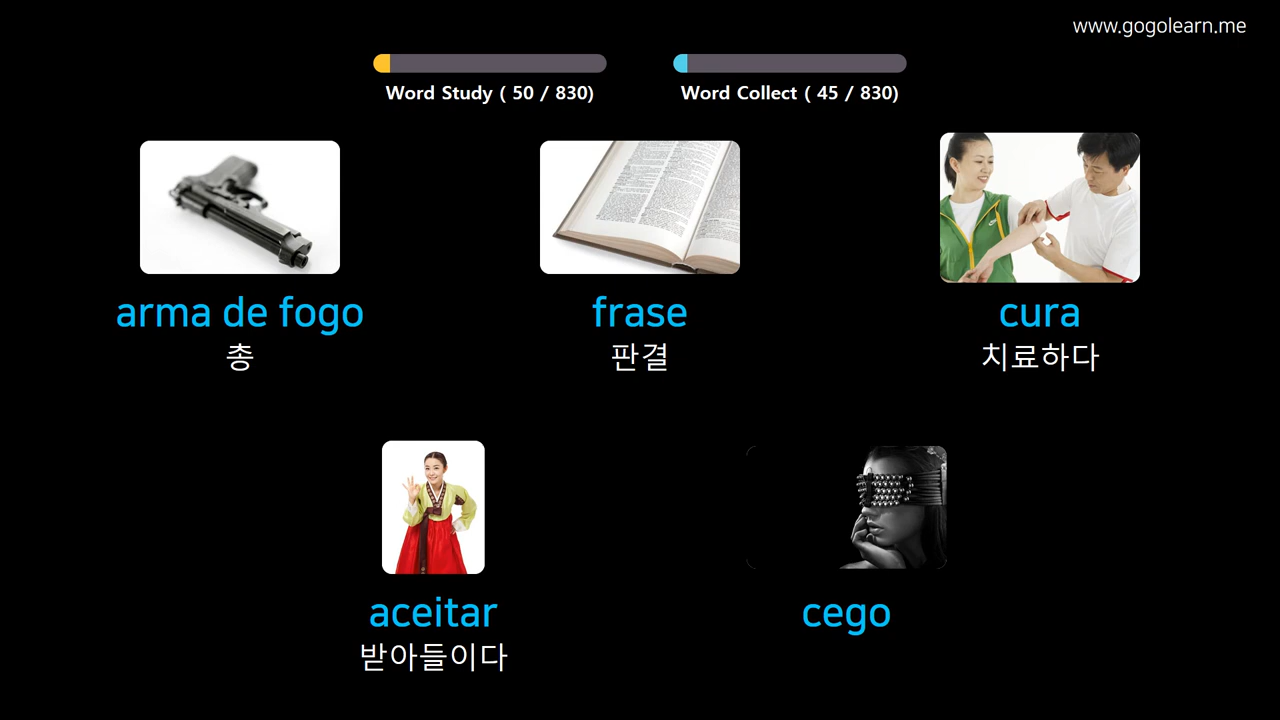 www.gogolearn.me
Word Study ( 50 / 830)
Word Collect ( 45 / 830)
arma de fogo
총
frase
판결
cura
치료하다
aceitar
받아들이다
cego